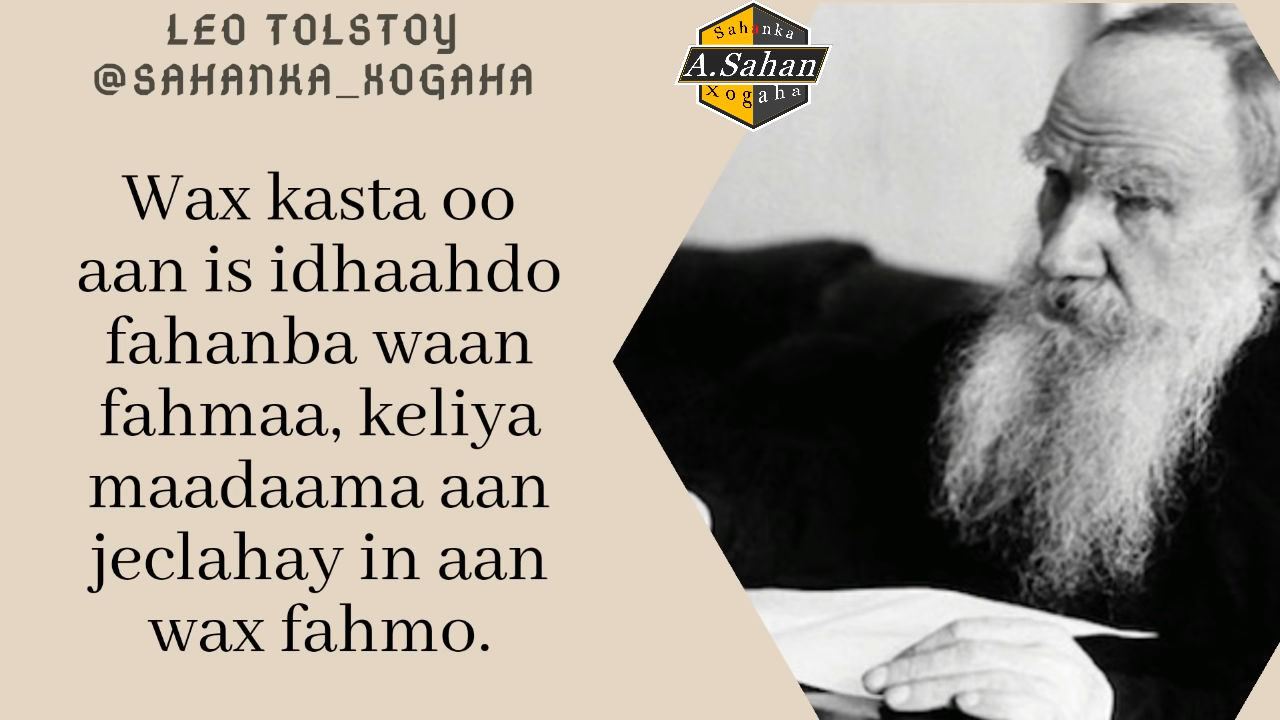 LEO TOLSTOY
@SAHANKA_XOGAHA
Sahanka
A.Sahan
Xogaha
Wax kasta oo
aan is idhaahdo
fahanba waan
fahmaa, keliya
maadaama aan
jeclahay in aan
wax fahmo.